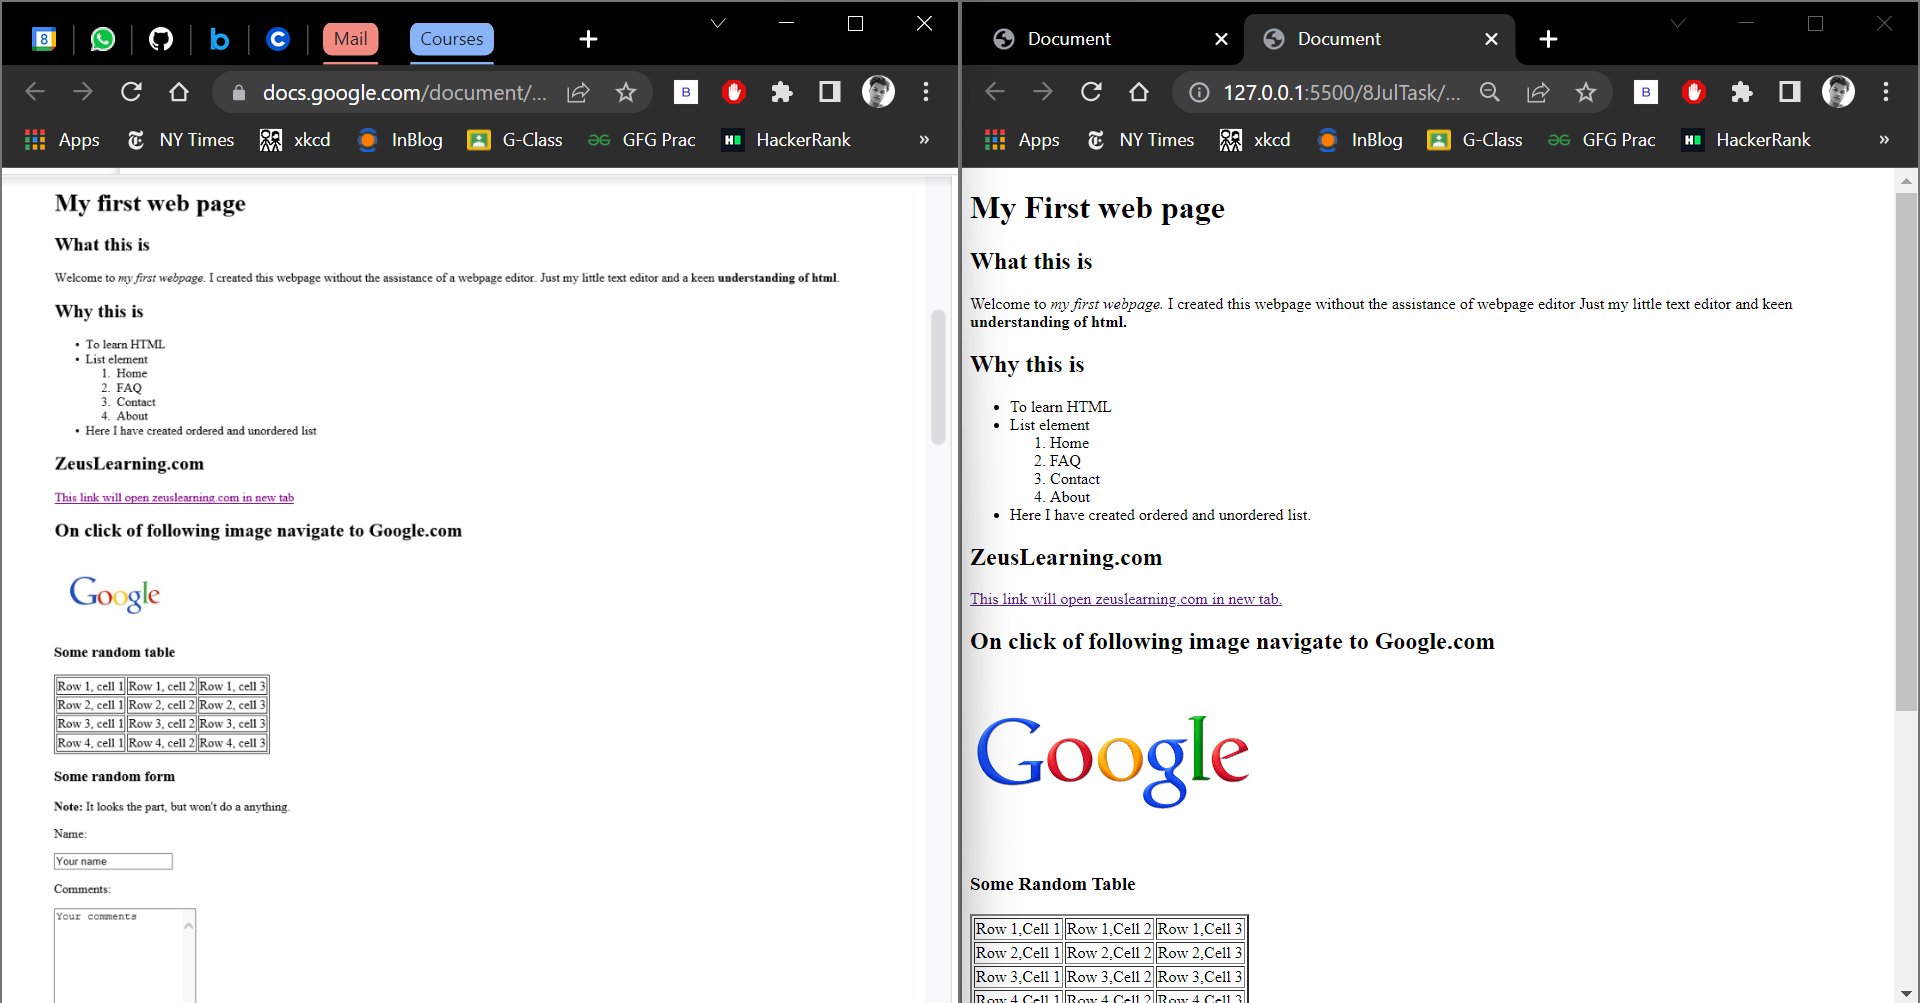 8
Mail
Courses
docs.google.com/document/...
B
Apps
NY Times
xkcd
InBlog
G-Class
GFG Prac
HackerRank
»
My first web page
What this is
Welcome to my first webpage. I created this webpage without the assistance of a webpage editor. Just my little text editor and a keen understanding of html.
Why this is
• To learn HTML
• List element
1. Home
2. FAQ
3. Contact
4. About
• Here I have created ordered and unordered list
ZeusLearning.com
This link will open zeuslearning.com in new tab
On click of following image navigate to Google.com
Google
Some random table
Row 1, cell 1 Row 1, cell 2 Row 1, cell 3
Row 2, cell 1 Row 2, cell 2 Row 2, cell 3
Row 3, cell 1 Row 3, cell 2 Row 3, cell 3
Row 4, cell 1 Row 4, cell 2 Row 4, cell 3
Some random form
Note: It looks the part, but won't do a anything.
Name:
Your name
Comments:
Your comments
Document
Document
127.0.0.1:5500/8JulTask/...
B
Apps
NY Times
xkcd
InBlog
G-Class
GFG Prac
HackerRank
»
My First web page
What this is
Welcome to my first webpage. I created this webpage without the assistance of webpage editor Just my little text editor and keen
understanding of html.
Why this is
• To learn HTML
• List element
1. Home
2. FAQ
3. Contact
4. About
• Here I have created ordered and unordered list.
ZeusLearning.com
This link will open zeuslearning.com in new tab.
On click of following image navigate to Google.com
Google
Some Random Table
Row 1,Cell 1 Row 1,Cell 2 Row 1,Cell 3
Row 2,Cell 1 Row 2,Cell 2 Row 2,Cell 3
Row 3,Cell 1 Row 3,Cell 2 Row 3,Cell 3
Row 4,Cell 1 Row 4,Cell 2 Row 4,Cell 3